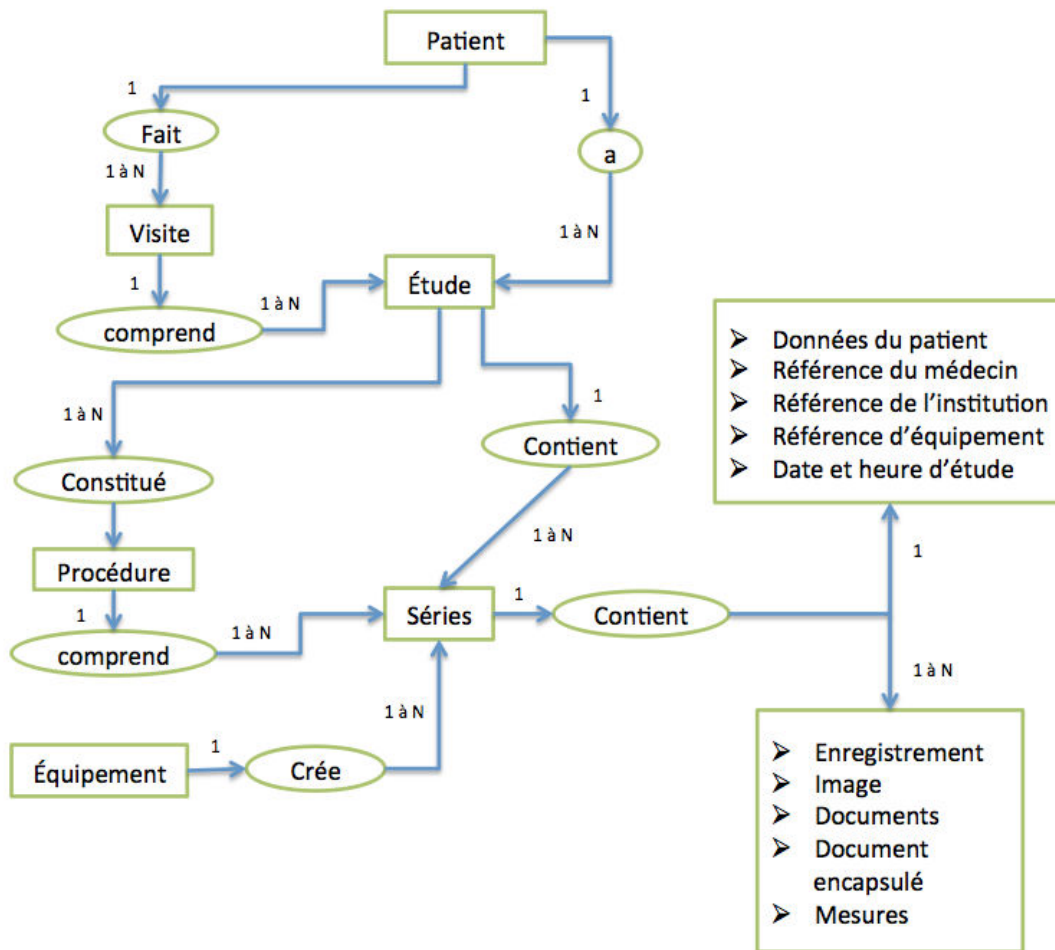 Patient
1
1
Fait
a
1 à N
Visite
1 à N
1
1 à N
Étude
comprend
➢ Données du patient
➢ Référence du médecin
➢ Référence de l'institution
➢ Référence d'équipement
➢ Date et heure d'étude
1 à N
1
Contient
Constitué
1 à N
1
Procédure
1
1 à N
Séries
1
Contient
comprend
1 à N
1 à N
Équipement
1
Crée
➢ Enregistrement
➢ Image
➢ Documents
➢ Document
encapsulé
➢ Mesures